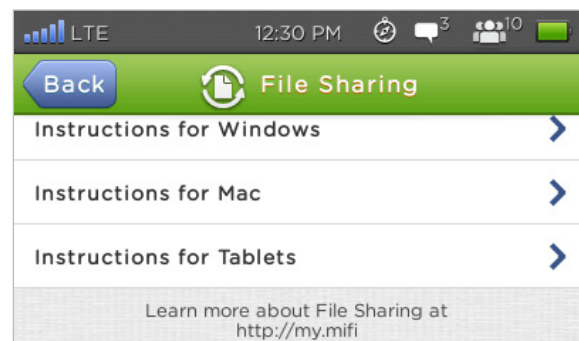 LTE 12:30 PM 3 10
Back File Sharing
Instructions for Windows
Instructions for Mac
Instructions for Tablets
Learn more about File Sharing at
http://my.mifi